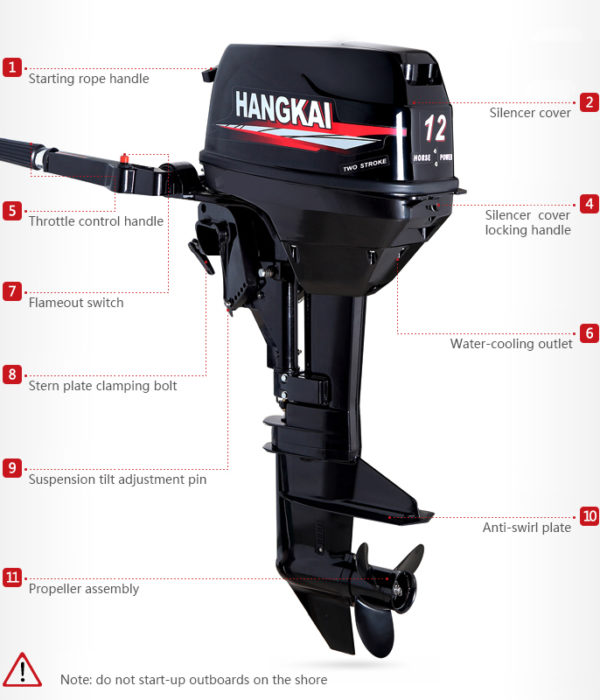 1
Starting rope handle
HANGKAI
TWO STROKE
12
HORSE POWER
2
Silencer cover
5
Throttle control handle
4
Silencer cover
locking handle
7
Flameout switch
6
Water-cooling outlet
8
Stern plate clamping bolt
9
Suspension tilt adjustment pin
10
Anti-swirl plate
11
Propeller assembly
Note: do not start-up outboards on the shore